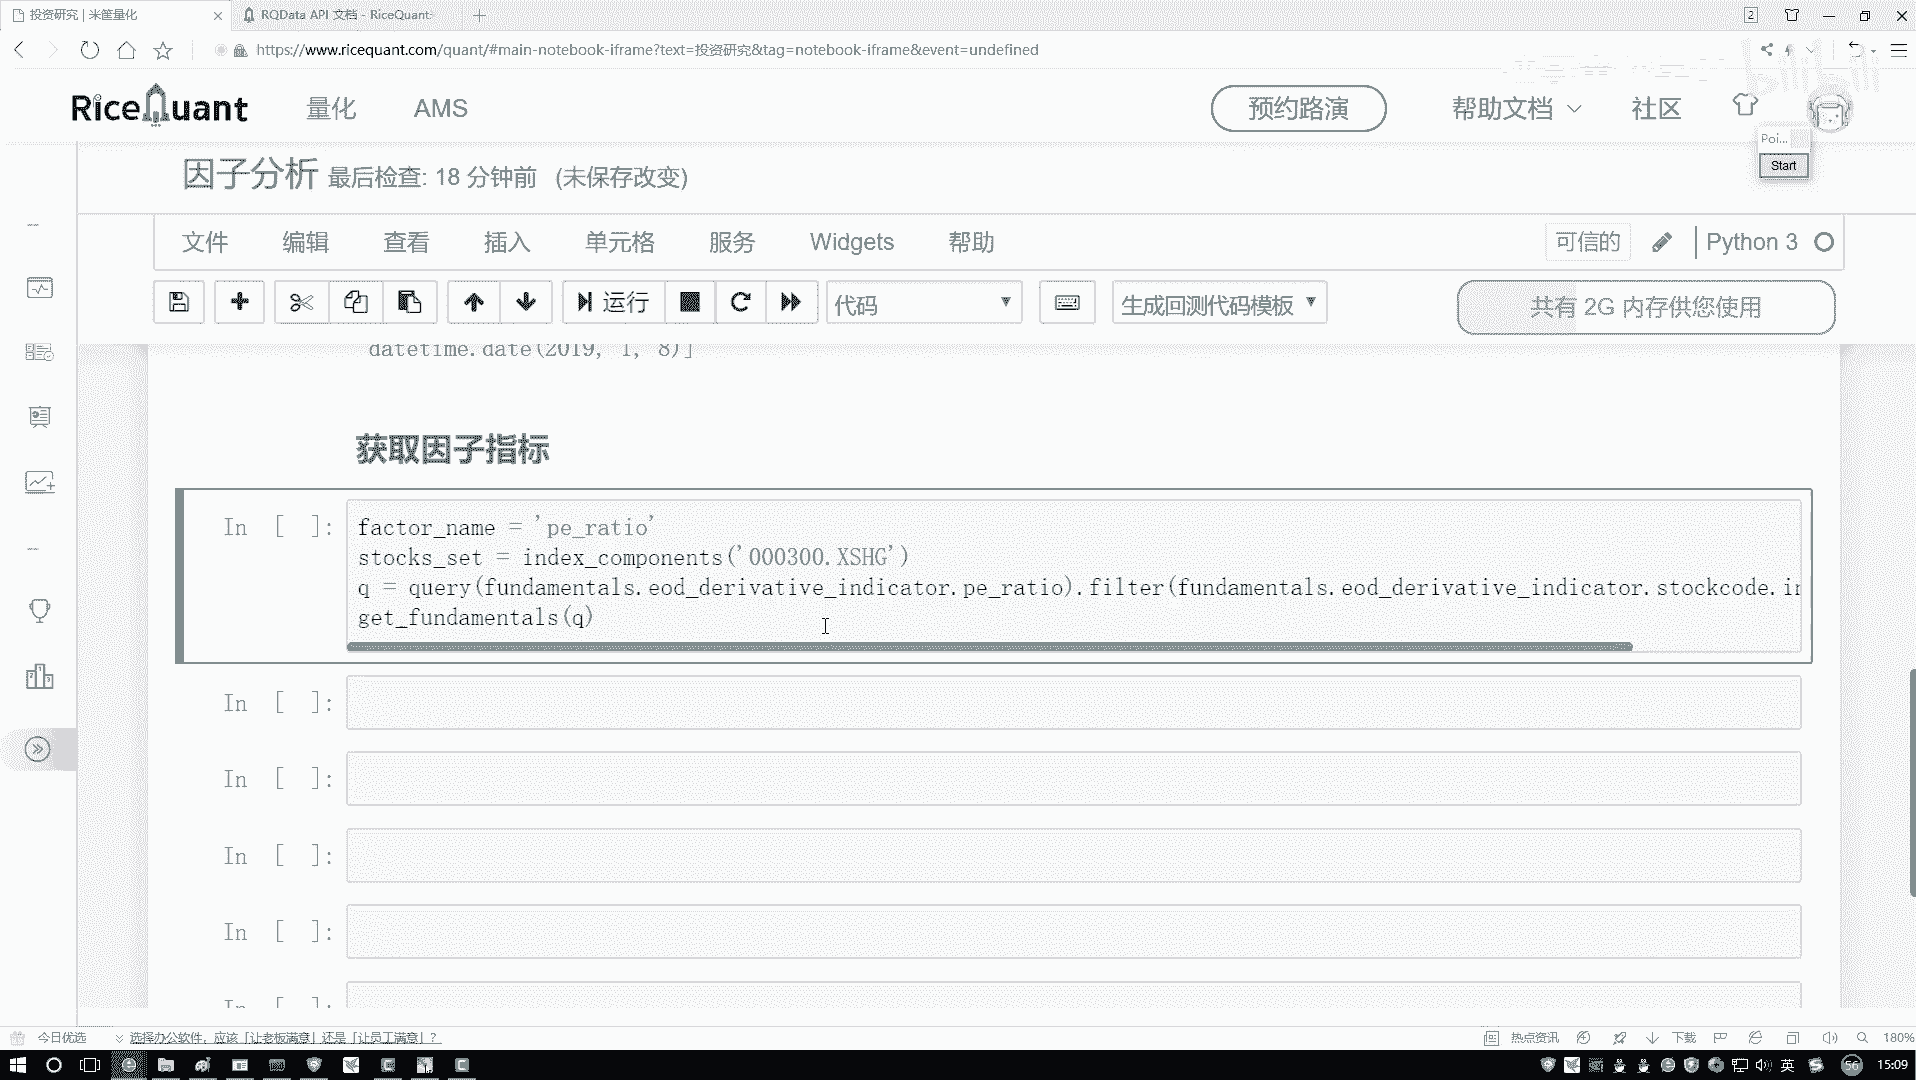 投资研究 | 米筐量化
RQData API 文档 - RiceQuant
2
https://www.ricequant.com/quant/#main-notebook-iframe?text=投资研究&tag=notebook-iframe&event=undefined
bilibili
RiceQuant 量化 AMS 预约路演 帮助文档 社区
Poi...
Start
因子分析 最后检查: 18 分钟前 (未保存改变)
文件 编辑 查看 插入 单元格 服务 Widgets 帮助 可信的 Python 3
运行 代码 生成回测代码模板 共有 2G 内存供您使用
datetime.date(2019, 1, 8)]
获取因子指标
In [ ]: factor_name = 'pe_ratio'
stocks_set = index_components('000300.XSHG')
q = query(fundamentals.eod_derivative_indicator.pe_ratio).filter(fundamentals.eod_derivative_indicator.stockcode.in
get_fundamentals(q)
In [ ]:
In [ ]:
In [ ]:
In [ ]:
In [ ]:
今日优选 选择办公软件，应该「让老板满意」还是「让员工满意」？ 热点资讯 下载 180%
英 56 15:09